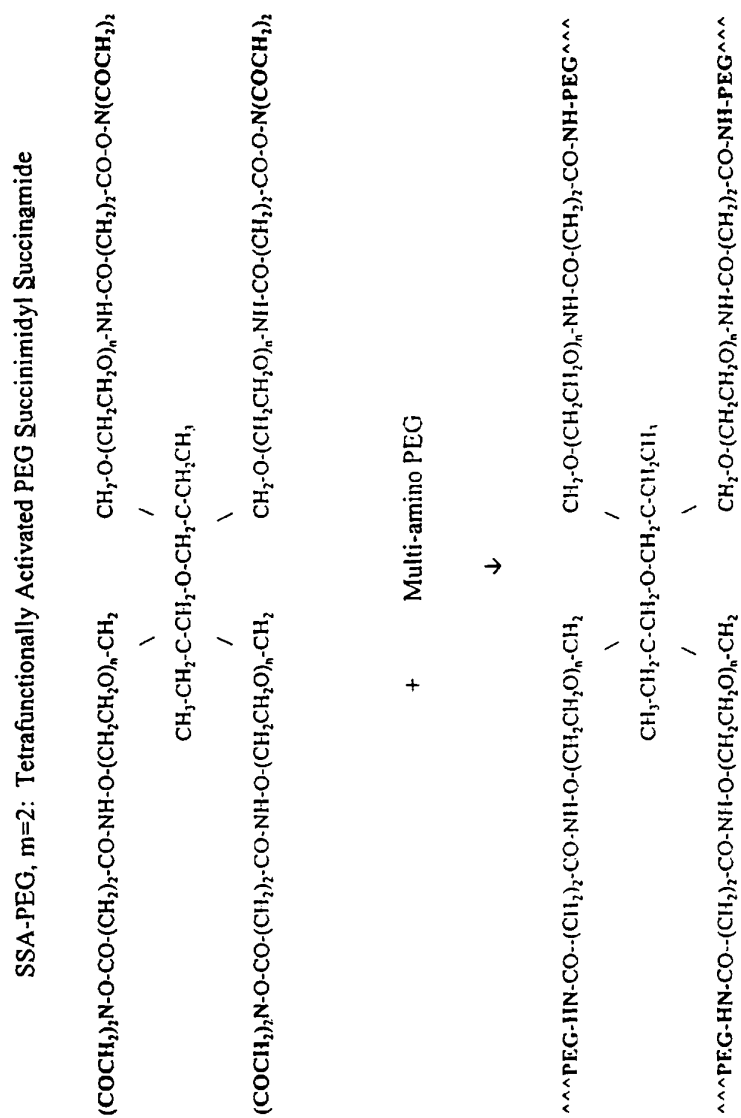 SSA-PEG, m=2: Tetrafunctionally Activated PEG Succinimidyl Succinamide
(COCH₂)₂N-O-CO-(CH₂)₂-CO-NH-O-(CH₂CH₂O)ₙ-CH₂ CH₂-O-(CH₂CH₂O)ₙ-NH-CO-(CH₂)₂-CO-O-N(COCH₂)₂
\ /
CH₃-CH₂-C-CH₂-O-CH₂-C-CH₂CH₃
/ \
(COCH₂)₂N-O-CO-(CH₂)₂-CO-NH-O-(CH₂CH₂O)ₙ-CH₂ CH₂-O-(CH₂CH₂O)ₙ-NH-CO-(CH₂)₂-CO-O-N(COCH₂)₂
+ Multi-amino PEG
↓
^^^PEG-HN-CO--(CH₂)₂-CO-NH-O-(CH₂CH₂O)ₙ-CH₂ CH₂-O-(CH₂CH₂O)ₙ-NH-CO-(CH₂)₂-CO-NH-PEG^^^
\ /
CH₃-CH₂-C-CH₂-O-CH₂-C-CH₂CH₃
/ \
^^^PEG-HN-CO--(CH₂)₂-CO-NH-O-(CH₂CH₂O)ₙ-CH₂ CH₂-O-(CH₂CH₂O)ₙ-NH-CO-(CH₂)₂-CO-NH-PEG^^^